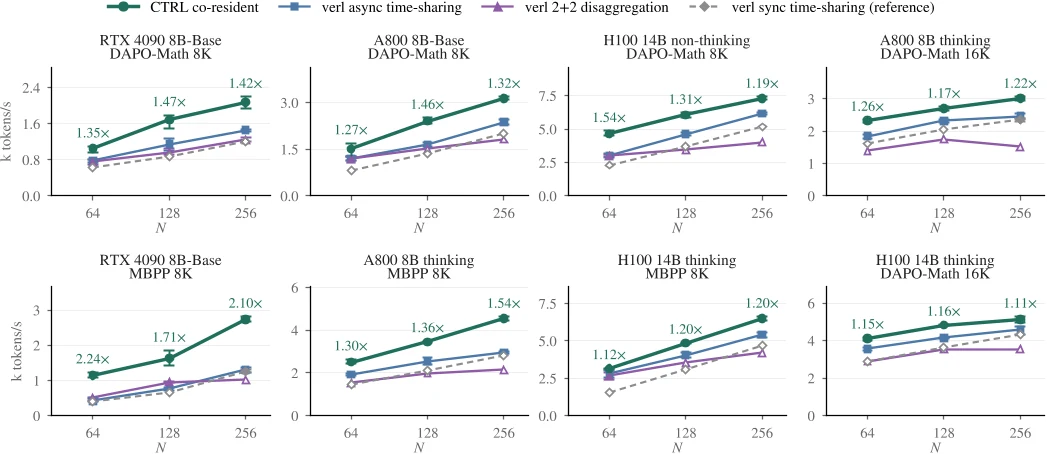 CTRL co-resident verl async time-sharing verl 2+2 disaggregation verl sync time-sharing (reference)
RTX 4090 8B-Base
DAPO-Math 8K
k tokens/s
2.4
1.6
0.8
0.0
1.35×
1.47×
1.42×
64 128 256
N
A800 8B-Base
DAPO-Math 8K
3.0
1.5
0.0
1.27×
1.46×
1.32×
64 128 256
N
H100 14B non-thinking
DAPO-Math 8K
7.5
5.0
2.5
0.0
1.54×
1.31×
1.19×
64 128 256
N
A800 8B thinking
DAPO-Math 16K
3
2
1
0
1.26×
1.17×
1.22×
64 128 256
N
RTX 4090 8B-Base
MBPP 8K
k tokens/s
3
2
1
0
2.24×
1.71×
2.10×
64 128 256
N
A800 8B thinking
MBPP 8K
6
4
2
0
1.30×
1.36×
1.54×
64 128 256
N
H100 14B thinking
MBPP 8K
7.5
5.0
2.5
0.0
1.12×
1.20×
1.20×
64 128 256
N
H100 14B thinking
DAPO-Math 16K
6
4
2
0
1.15×
1.16×
1.11×
64 128 256
N